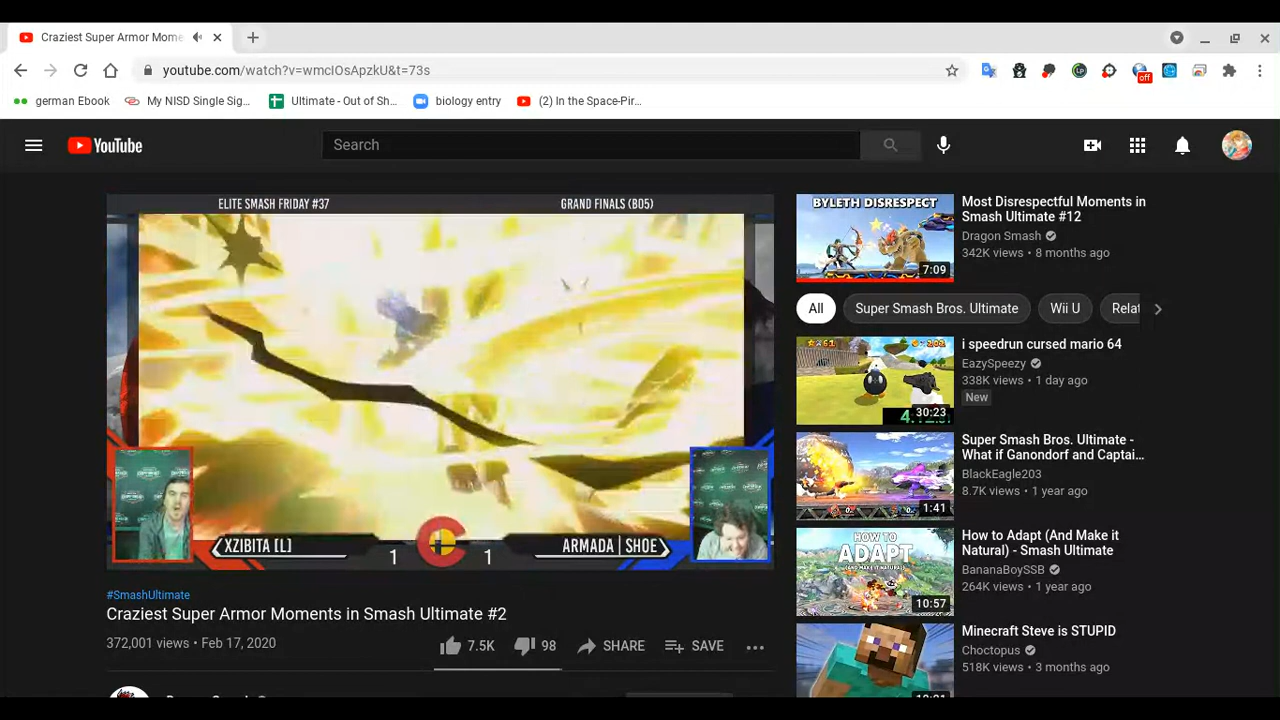 Craziest Super Armor Mome
youtube.com/watch?v=wmcIOsApzkU&t=73s
off
german Ebook
My NISD Single Sig...
Ultimate - Out of Sh...
biology entry
(2) In the Space-Pir...
YouTube
Search
ELITE SMASH FRIDAY #37
GRAND FINALS (BO5)
XZIBITA [L]
1
1
ARMADA | SHOE
#SmashUltimate
Craziest Super Armor Moments in Smash Ultimate #2
372,001 views • Feb 17, 2020
7.5K
98
SHARE
SAVE
BYLETH DISRESPECT
7:09
Most Disrespectful Moments in
Smash Ultimate #12
Dragon Smash
342K views • 8 months ago
All
Super Smash Bros. Ultimate
Wii U
Relat
30:23
i speedrun cursed mario 64
EazySpeezy
338K views • 1 day ago
New
1:41
Super Smash Bros. Ultimate -
What if Ganondorf and Captai...
BlackEagle203
8.7K views • 1 year ago
HOW TO
ADAPT
(AND MAKE IT NATURAL)
10:57
How to Adapt (And Make it
Natural) - Smash Ultimate
BananaBoySSB
264K views • 1 year ago
Minecraft Steve is STUPID
Choctopus
518K views • 3 months ago